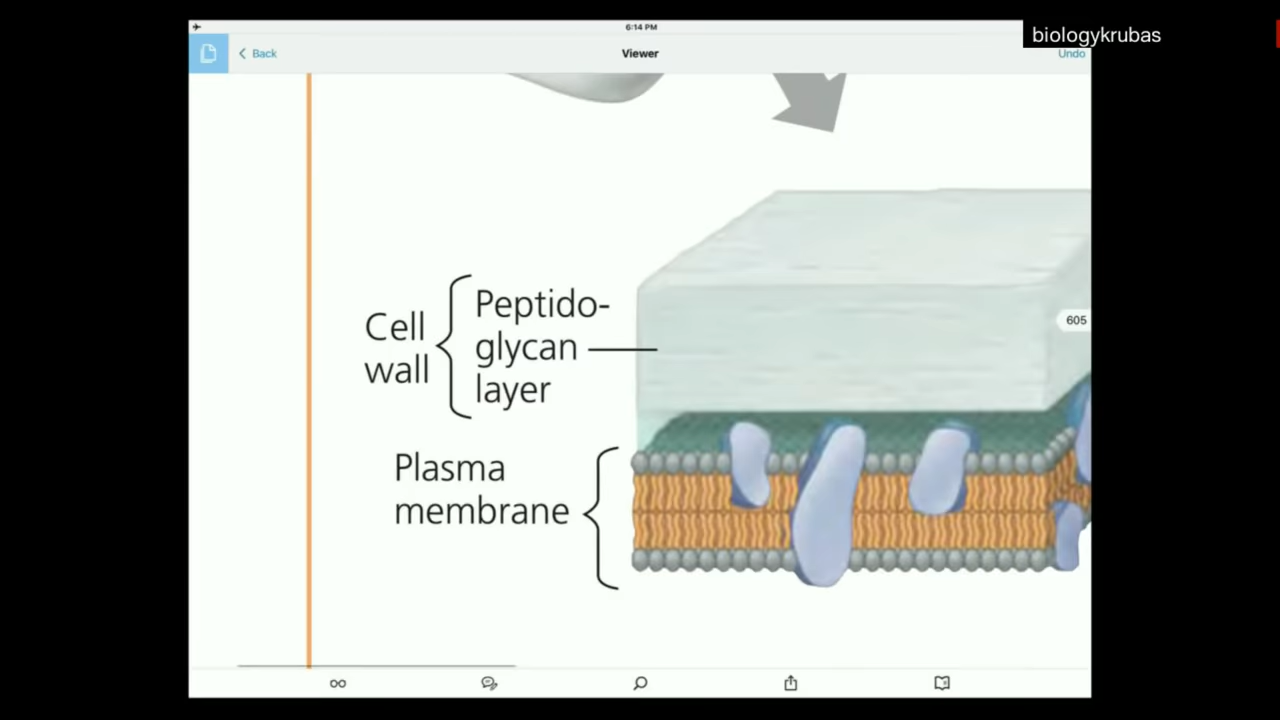 6:14 PM
biologykrubas
Back
Viewer
Undo
Peptido-
Cell
glycan
wall
layer
605
Plasma
membrane